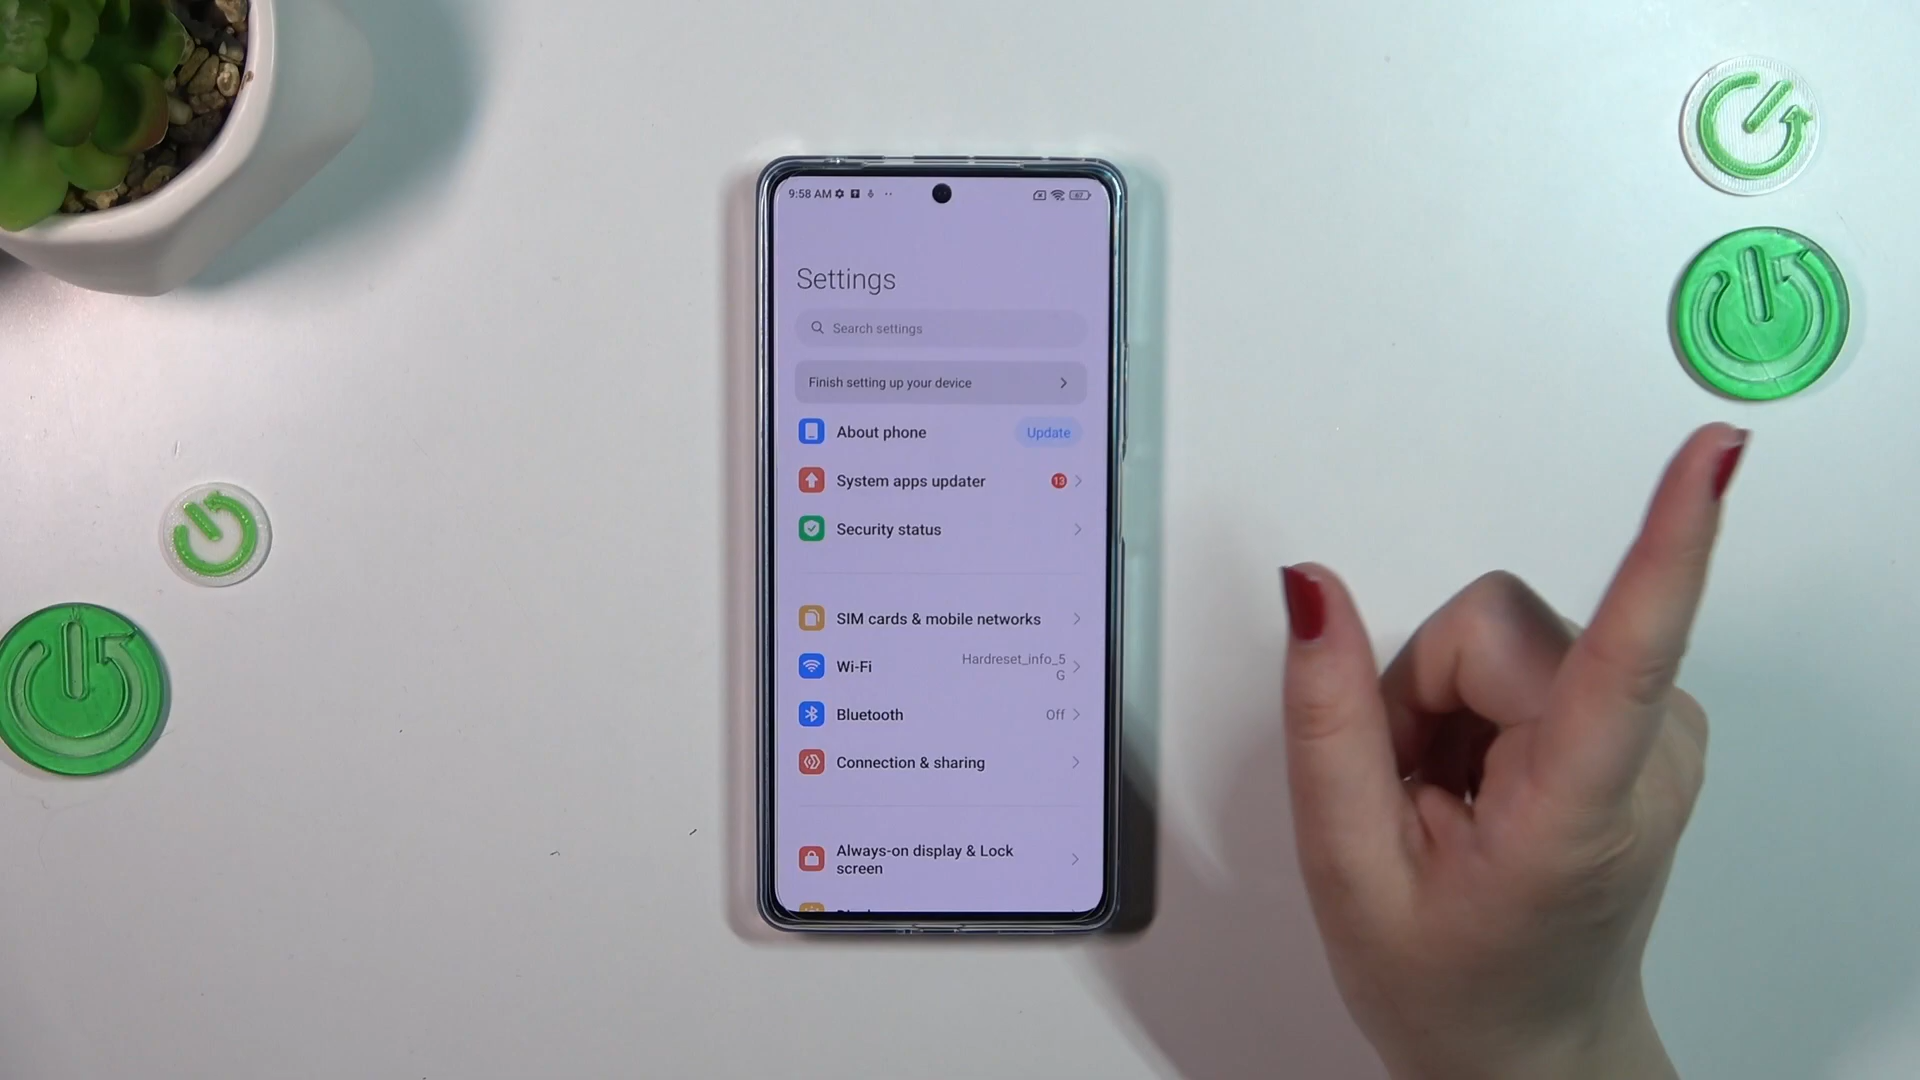 9:58 AM
87
Settings
Search settings
Finish setting up your device
About phone
Update
System apps updater
13
Security status
SIM cards & mobile networks
Wi-Fi
Hardreset_info_5
G
Bluetooth
Off
Connection & sharing
Always-on display & Lock
screen